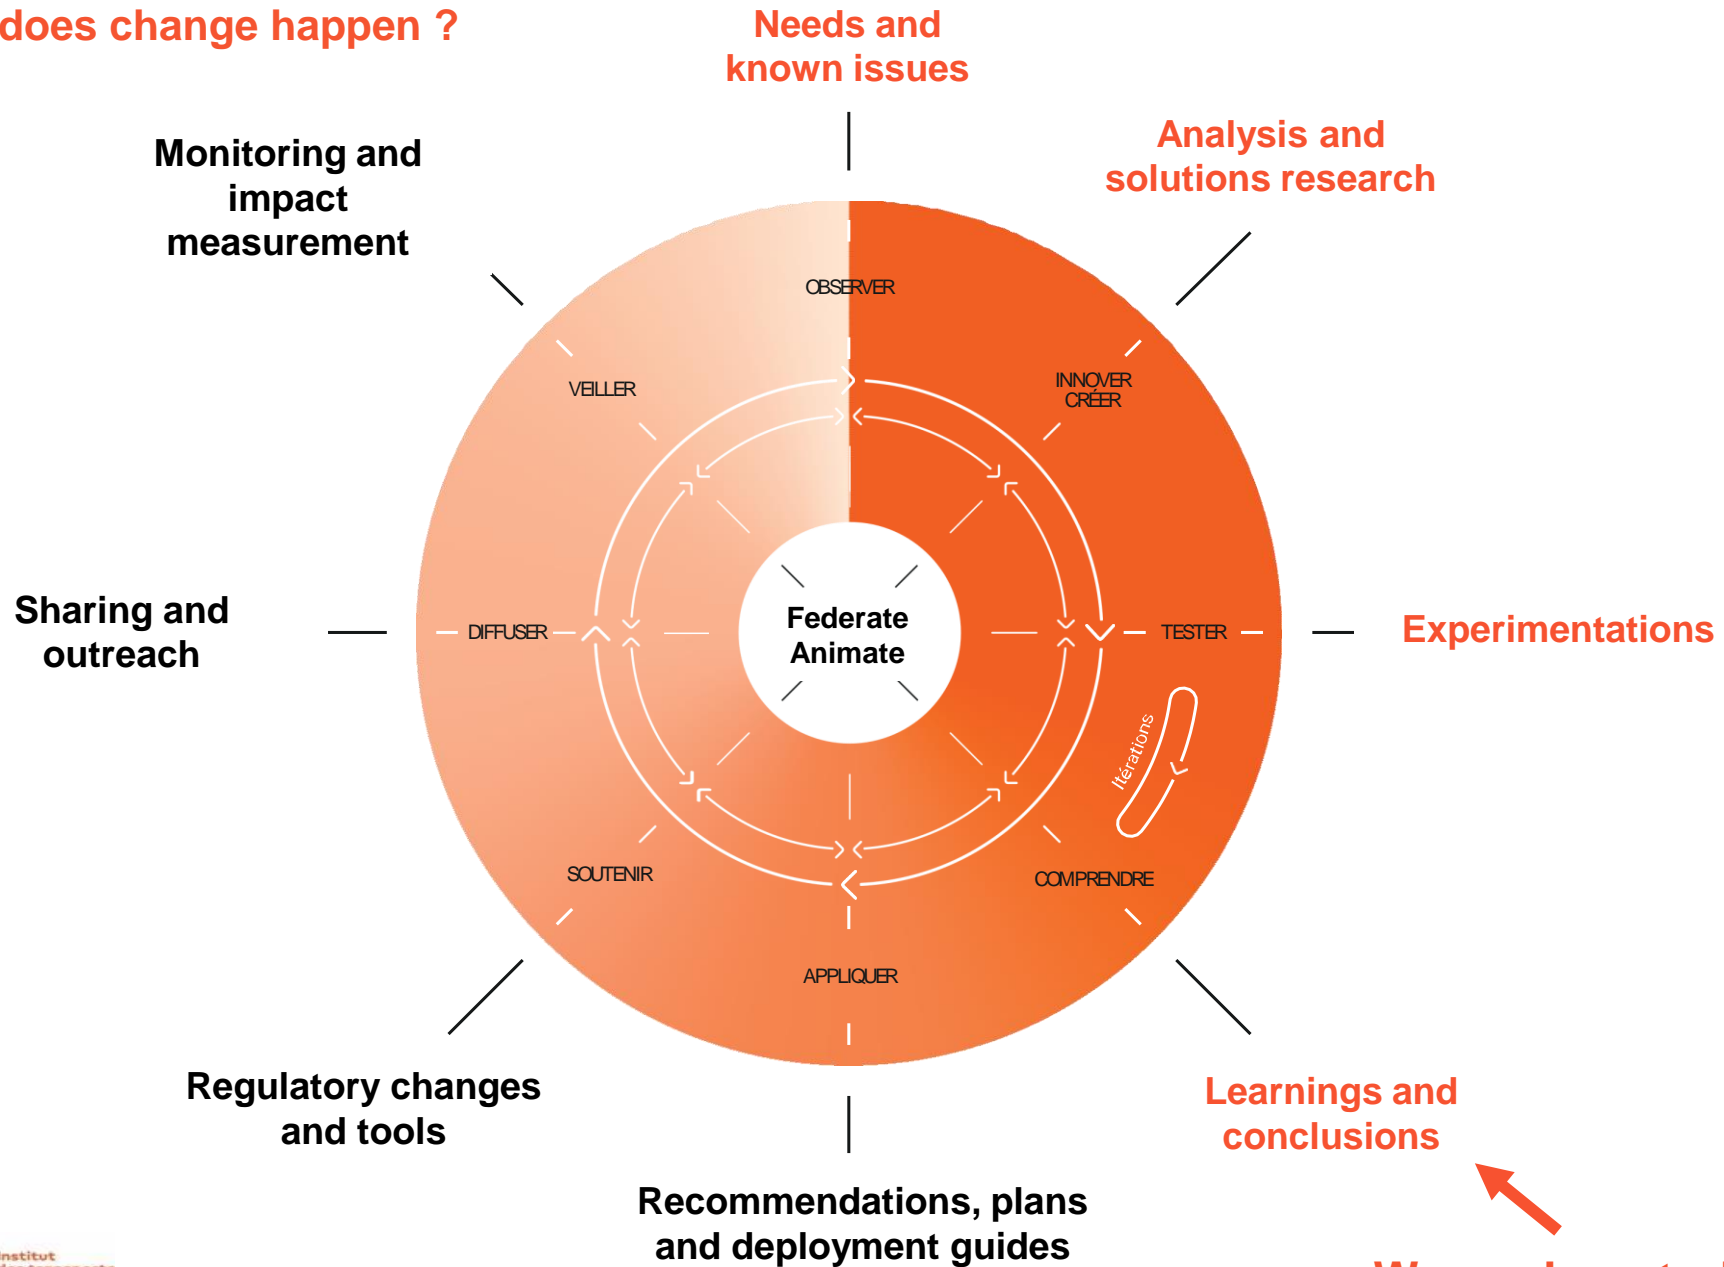 does change happen ?
Needs and
known issues
Analysis and
solutions research
Monitoring and
impact
measurement
OBSERVER
INNOVER
CRÉER
VEILLER
Federate
Animate
Sharing and
outreach
DIFFUSER
TESTER
Experimentations
Itérations
SOUTENIR
COMPRENDRE
APPLIQUER
Regulatory changes
and tools
Learnings and
conclusions
Recommendations, plans
and deployment guides
Institut